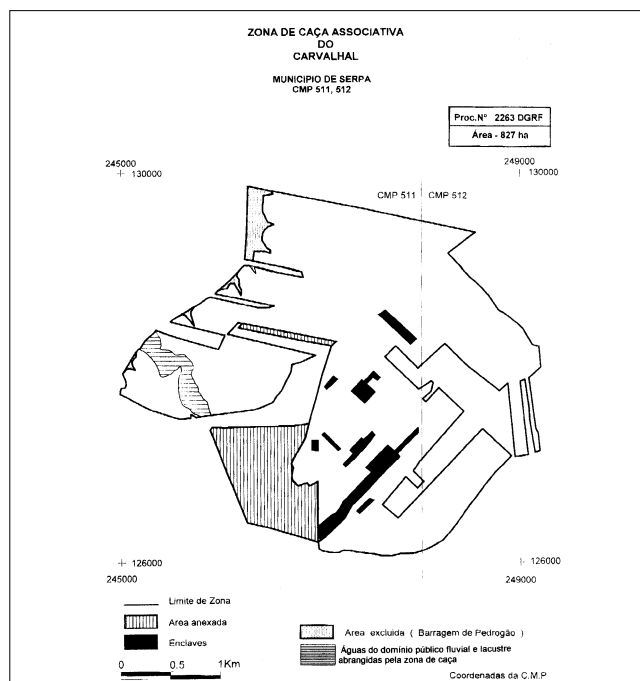 ZONA DE CAÇA ASSOCIATIVA
DO
CARVALHAL
MUNICIPIO DE SERPA
CMP 511, 512
Proc.Nº 2263 DGRF
Área - 827 ha
245000
130000
249000
130000
CMP 511
CMP 512
126000
245000
126000
249000
Limite de Zona
Area anexada
Enclaves
0 0.5 1Km
Area excluida ( Barragem de Pedrogão )
Águas do domínio público fluvial e lacustre
abrangidas pela zona de caça
Coordenadas da C.M.P